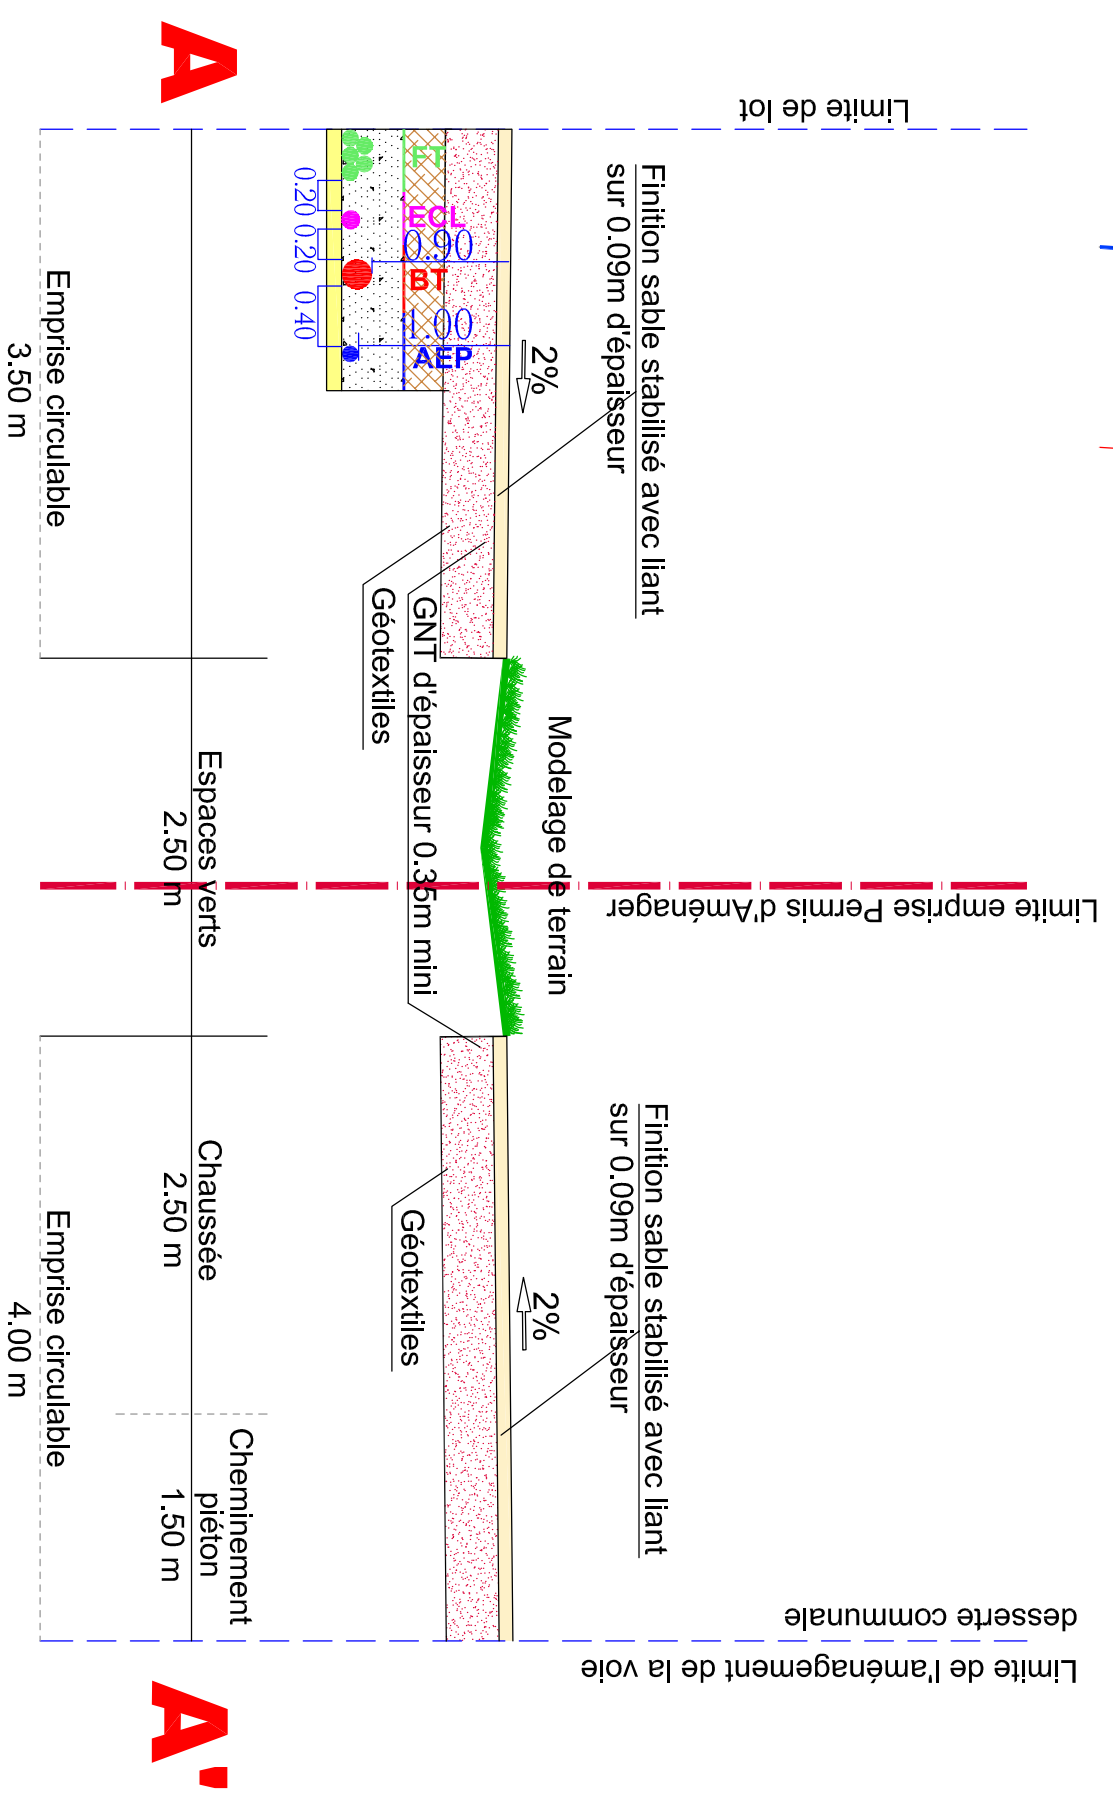 A
Limite de lot
Finition sable stabilisé avec liant
sur 0.09m d'épaisseur
2%
FT
ECL
0.90
BT
1.00
AEP
0.20
0.20
0.40
GNT d'épaisseur 0.35m mini
Géotextiles
Emprise circulable
3.50 m
Modelage de terrain
Limite emprise Permis d'Aménager
Espaces verts
2.50 m
Finition sable stabilisé avec liant
sur 0.09m d'épaisseur
2%
Géotextiles
Chaussée
2.50 m
Cheminement
piéton
1.50 m
Emprise circulable
4.00 m
Limite de l'aménagement de la voie
desserte communale
A'